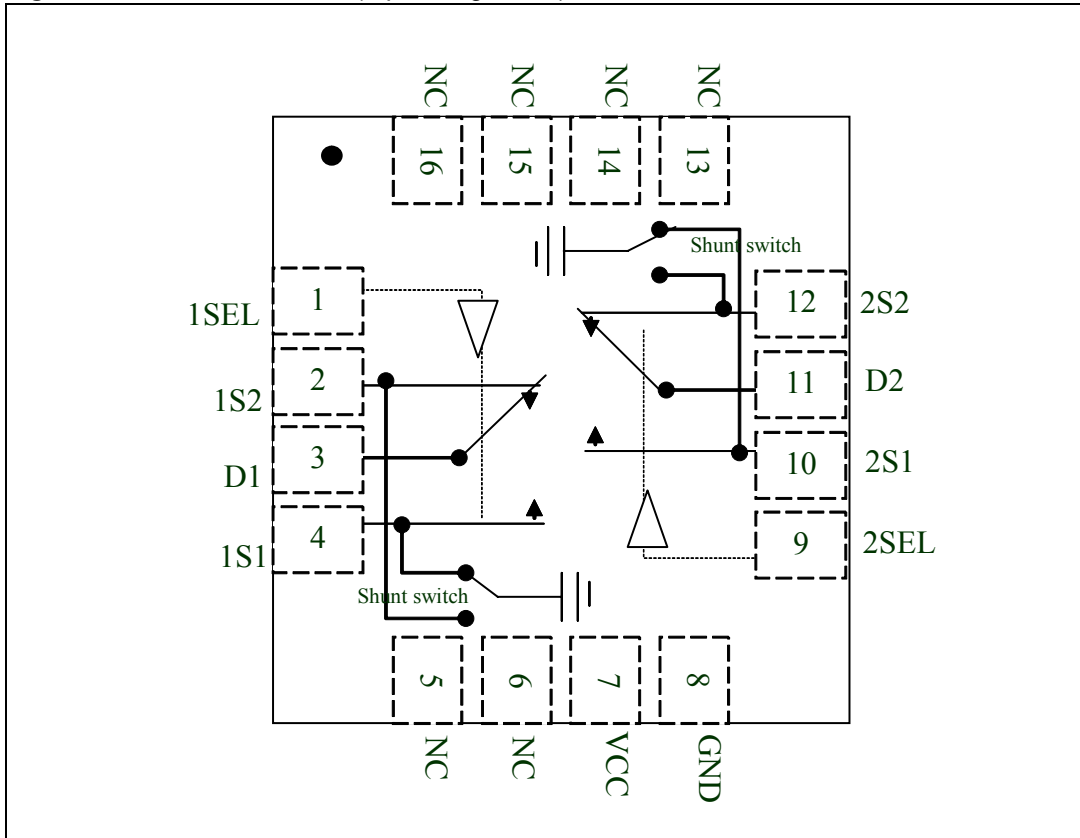 NC NC NC NC
16 15 14 13
Shunt switch
1 12
1SEL 2S2
2 11
1S2 D2
3 10
D1 2S1
4 9
1S1 2SEL
Shunt switch
5 6 7 8
NC NC VCC GND